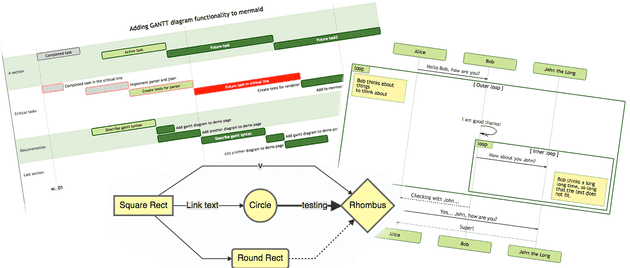 Adding GANTT diagram functionality to mermaid
Completed task
Active task
Future task
Future task2
A section
Completed task in the critical line
Implement parser and jison
Create tests for parser
Future task in critical line
Create tests for renderer
Add to mermaid
Critical tasks
Describe gantt syntax
Add gantt diagram to demo page
Add another diagram to demo page
Documentation
Describe gantt syntax
Add gantt diagram to demo page
Add another diagram to demo page
Last section
Square Rect
Link text
Circle
testing
Rhombus
Round Rect
Alice
Bob
John the Long
Hello Bob, how are you?
loop
[ Outer loop ]
Bob thinks about
things
to think about
I am good thanks!
loop
[ Inner loop ]
How about you John?
Bob thinks a long
long time, so long
that the text does
not fit.
Checking with John...
Yes... John, how are you?
Super!
Alice
Bob
John the Long